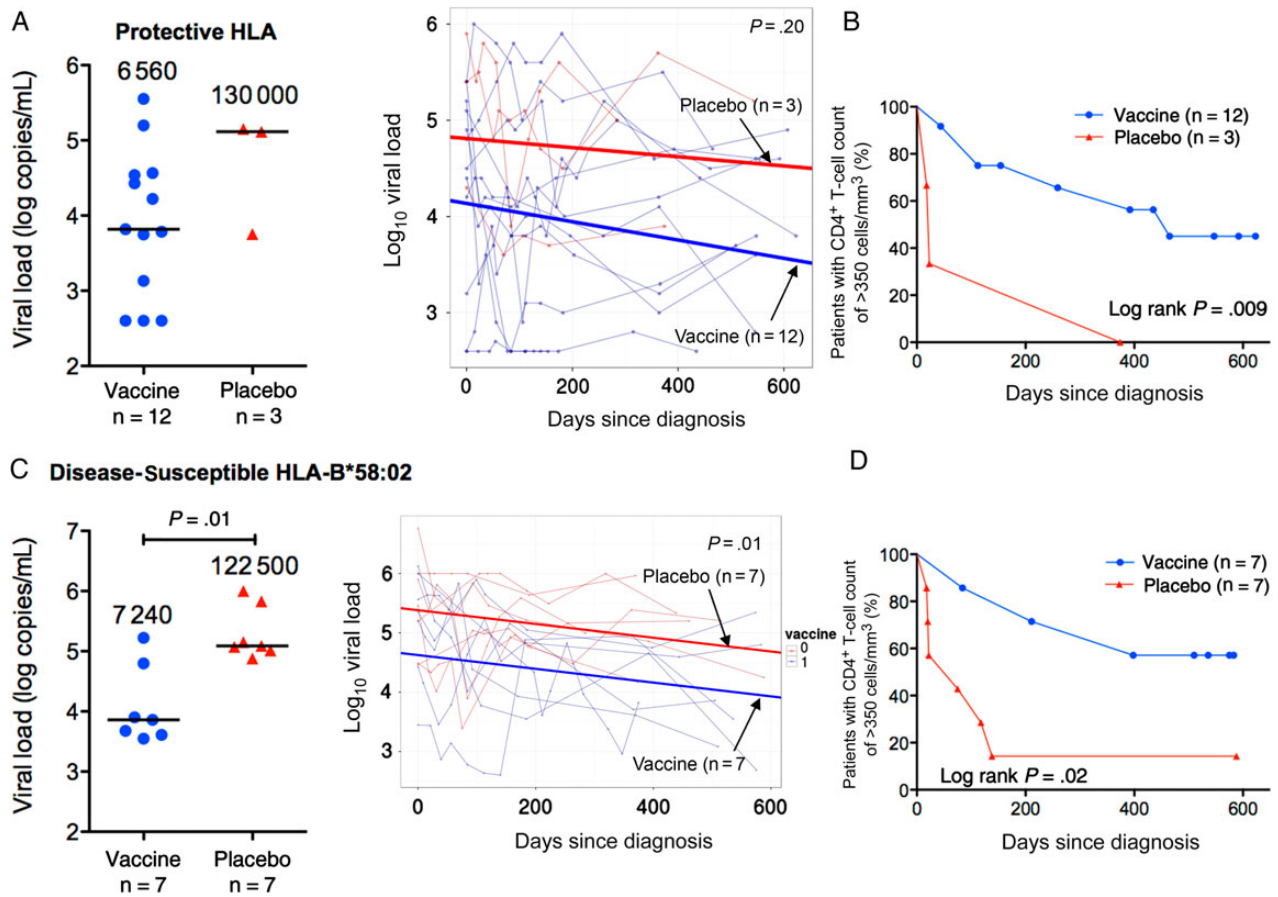 A
Protective HLA
6 560
130 000
6
5
4
3
2
Viral load (log copies/mL)
Vaccine
n = 12
Placebo
n = 3
6
5
4
3
Log10 viral load
P = .20
Placebo (n = 3)
Vaccine (n = 12)
0 200 400 600
Days since diagnosis
B
100
80
60
40
20
0
Patients with CD4+ T-cell count
of >350 cells/mm3 (%)
Vaccine (n = 12)
Placebo (n = 3)
Log rank P = .009
0 200 400 600
Days since diagnosis
C
Disease-Susceptible HLA-B*58:02
P = .01
7 240
122 500
7
6
5
4
3
2
Viral load (log copies/mL)
Vaccine
n = 7
Placebo
n = 7
6
5
4
3
Log10 viral load
P = .01
Placebo (n = 7)
vaccine
0
1
Vaccine (n = 7
0 200 400 600
Days since diagnosis
D
100
80
60
40
20
0
Patients with CD4+ T-cell count
of >350 cells/mm3 (%)
Vaccine (n = 7)
Placebo (n = 7)
Log rank P = .02
0 200 400 600
Days since diagnosis